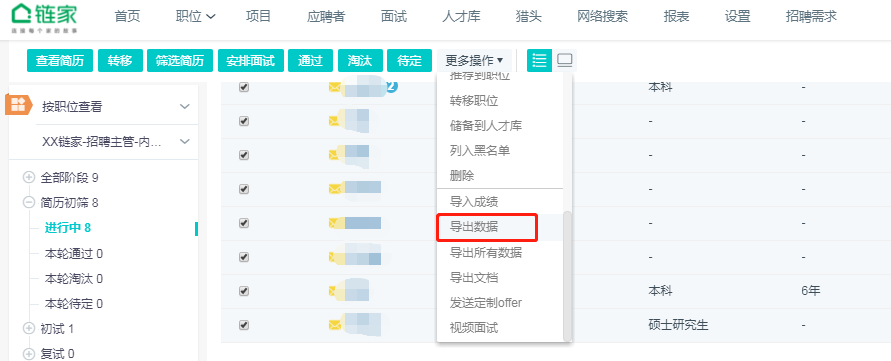 链家
首页 职位 项目 应聘者 面试 人才库 猎头 网络搜索 报表 设置 招聘需求
查看简历 转移 筛选简历 安排面试 通过 淘汰 待定 更多操作
推荐到职位
转移职位
储备到人才库
列入黑名单
删除
导入成绩
导出数据
导出所有数据
导出文档
发送定制offer
视频面试
按职位查看
XX链家-招聘主管-内...
全部阶段 9
简历初筛 8
进行中 8
本轮通过 0
本轮淘汰 0
本轮待定 0
初试 1
复试 0
2 本科 -
- -
- -
- -
- -
- -
本科 6年
硕士研究生 -